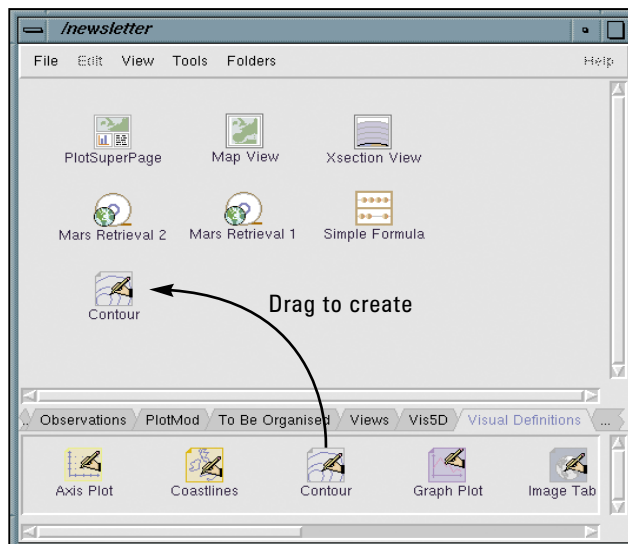 /newsletter
File Edit View Tools Folders Help
PlotSuperPage Map View Xsection View
Mars Retrieval 2 Mars Retrieval 1 Simple Formula
Contour
Drag to create
.. Observations PlotMod To Be Organised Views Vis5D Visual Definitions ...
Axis Plot Coastlines Contour Graph Plot Image Tab